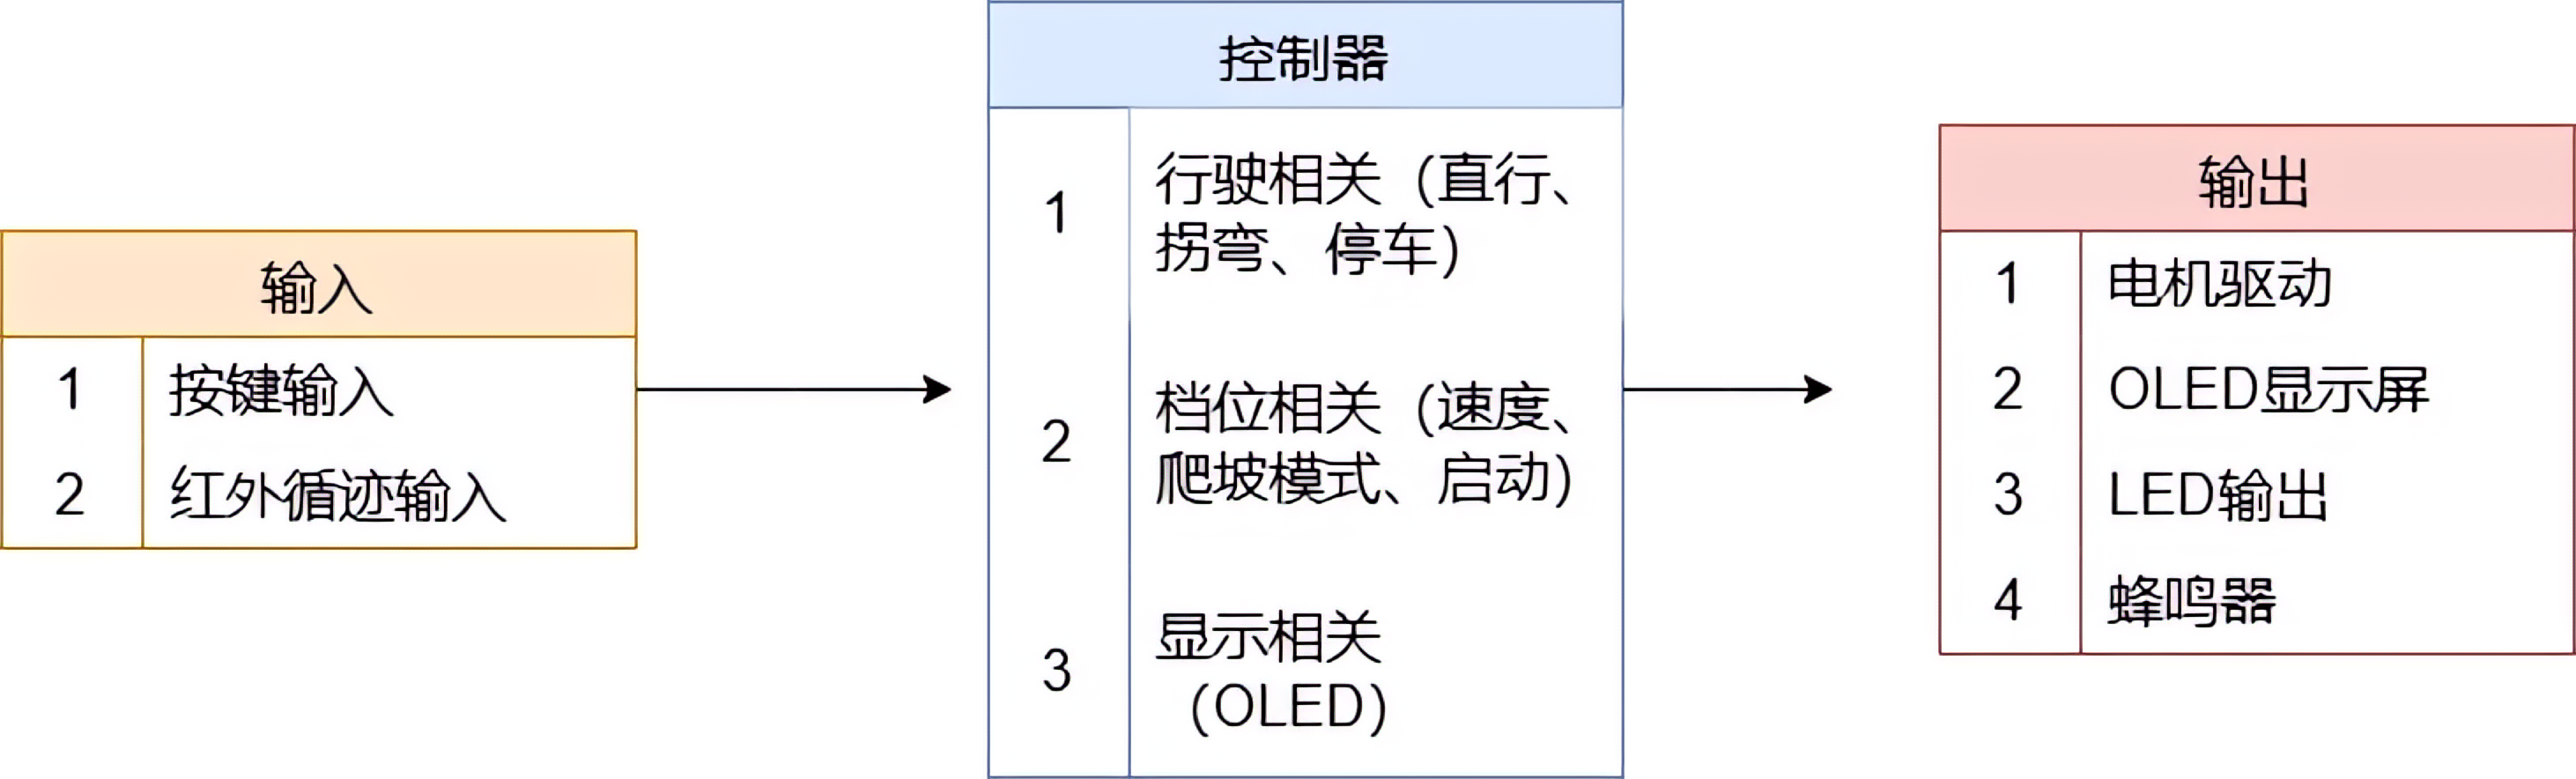 输入
1 按键输入
2 红外循迹输入
控制器
1 行驶相关（直行、
拐弯、停车）
2 档位相关（速度、
爬坡模式、启动）
3 显示相关
（OLED）
输出
1 电机驱动
2 OLED显示屏
3 LED输出
4 蜂鸣器